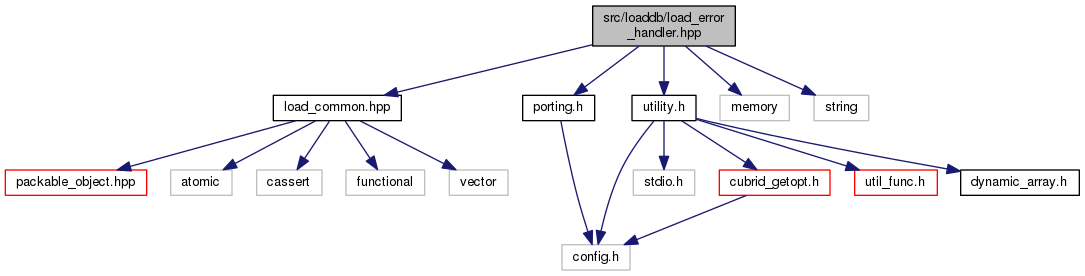 src/loaddb/load_error
_handler.hpp
load_common.hpp
porting.h
utility.h
memory
string
packable_object.hpp
atomic
cassert
functional
vector
stdio.h
cubrid_getopt.h
util_func.h
dynamic_array.h
config.h